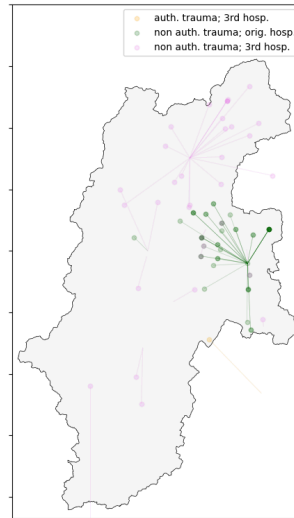 auth. trauma; 3rd hosp.
non auth. trauma; orig. hosp.
non auth. trauma; 3rd hosp.